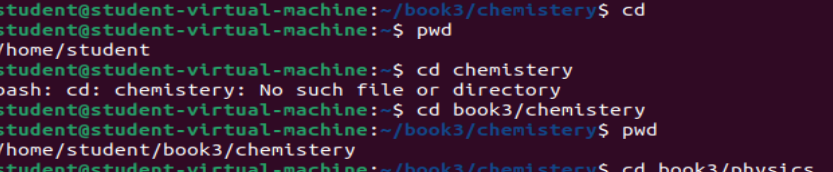 student@student-virtual-machine:~/book3/chemistery$ cd
student@student-virtual-machine:~$ pwd
/home/student
student@student-virtual-machine:~$ cd chemistery
bash: cd: chemistery: No such file or directory
student@student-virtual-machine:~$ cd book3/chemistery
student@student-virtual-machine:~/book3/chemistery$ pwd
/home/student/book3/chemistery
student@student-virtual-machine:~/book3/chemistery$ cd book3/physics